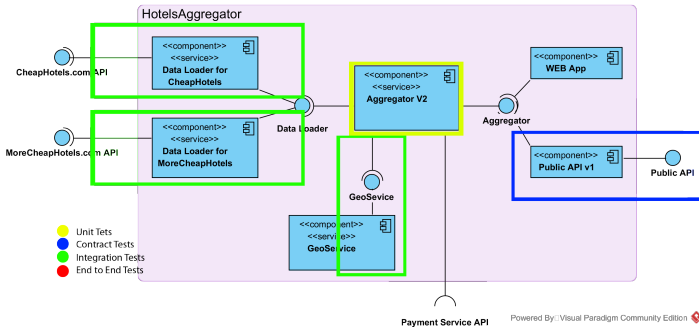 HotelsAggregator
<<component>>
<<service>>
Data Loader for
CheapHotels
CheapHotels.com API
<<component>>
<<service>>
Aggregator V2
<<component>>
WEB App
Data Loader
Aggregator
<<component>>
<<service>>
Data Loader for
MoreCheapHotels
MoreCheapHotels.com API
<<component>>
Public API v1
Public API
GeoSevice
<<component>>
<<service>>
GeoService
Unit Tets
Contract Tests
Integration Tests
End to End Tests
Payment Service API
Powered By Visual Paradigm Community Edition